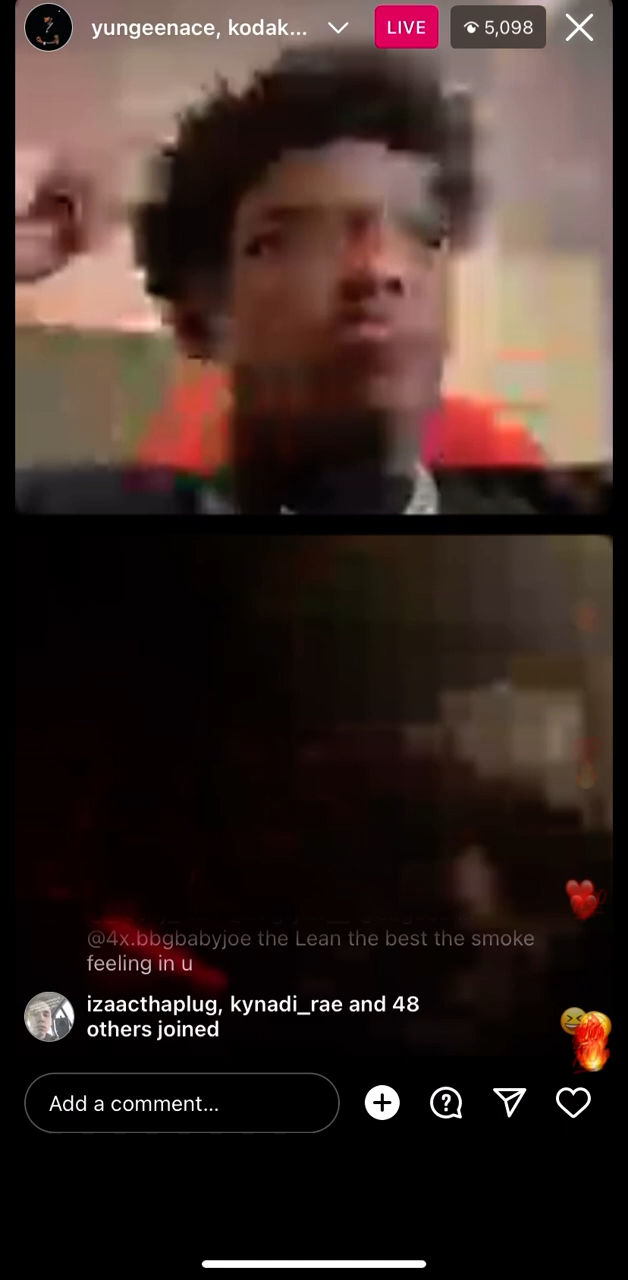 yungeenace, kodak...
LIVE
5,098
@4x.bbgbabyjoe the Lean the best the smoke
feeling in u
izaacthaplug, kynadi_rae and 48
others joined
Add a comment...